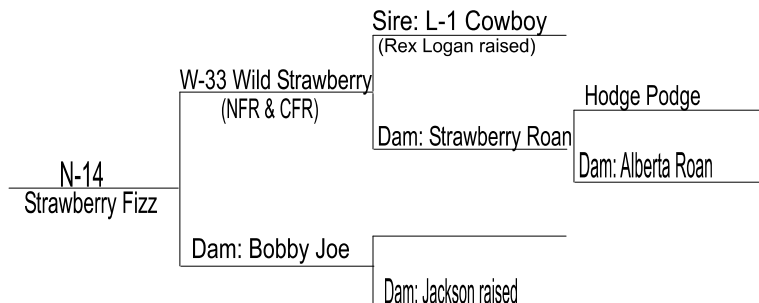 Sire: L-1 Cowboy
(Rex Logan raised)
W-33 Wild Strawberry
(NFR & CFR)
Hodge Podge
Dam: Strawberry Roan
Dam: Alberta Roan
N-14
Strawberry Fizz
Dam: Bobby Joe
Dam: Jackson raised